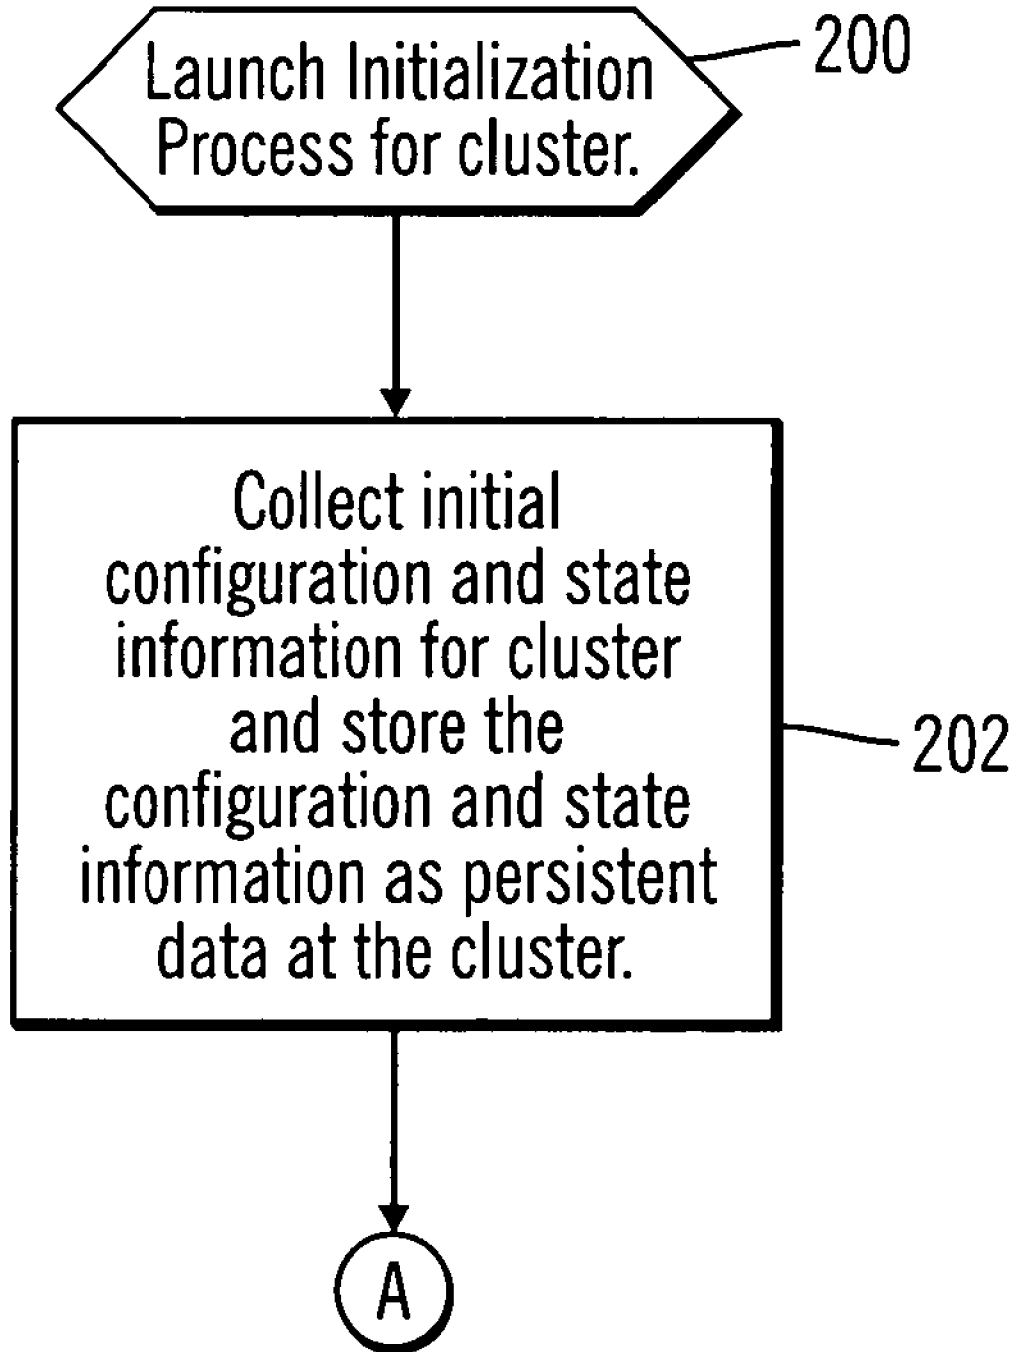 Launch Initialization
Process for cluster.
200
Collect initial
configuration and state
information for cluster
and store the
configuration and state
information as persistent
data at the cluster.
202
A